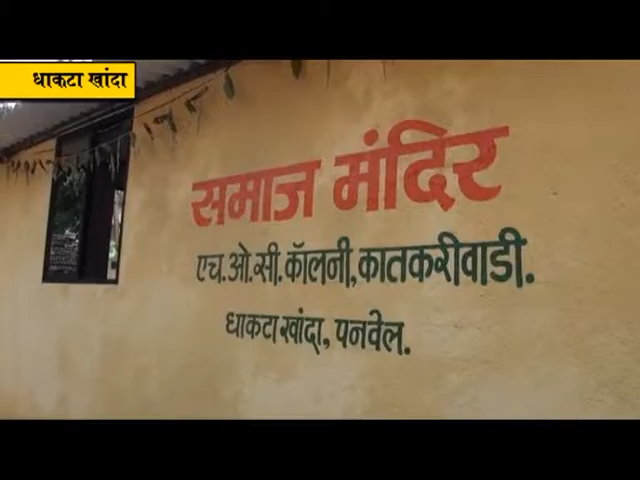 धाकटा खांदा
समाज मंदिर
एच.ओ.सी. कॉलनी, कातकरीवाडी.
धाकटा खांदा, पनवेल.